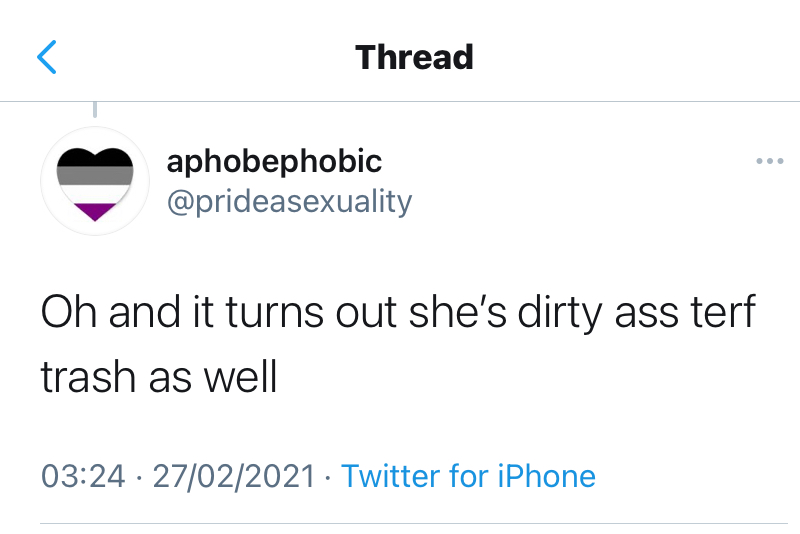 Thread
aphobephobic
@prideasexuality
Oh and it turns out she’s dirty ass terf
trash as well
03:24 · 27/02/2021 · Twitter for iPhone